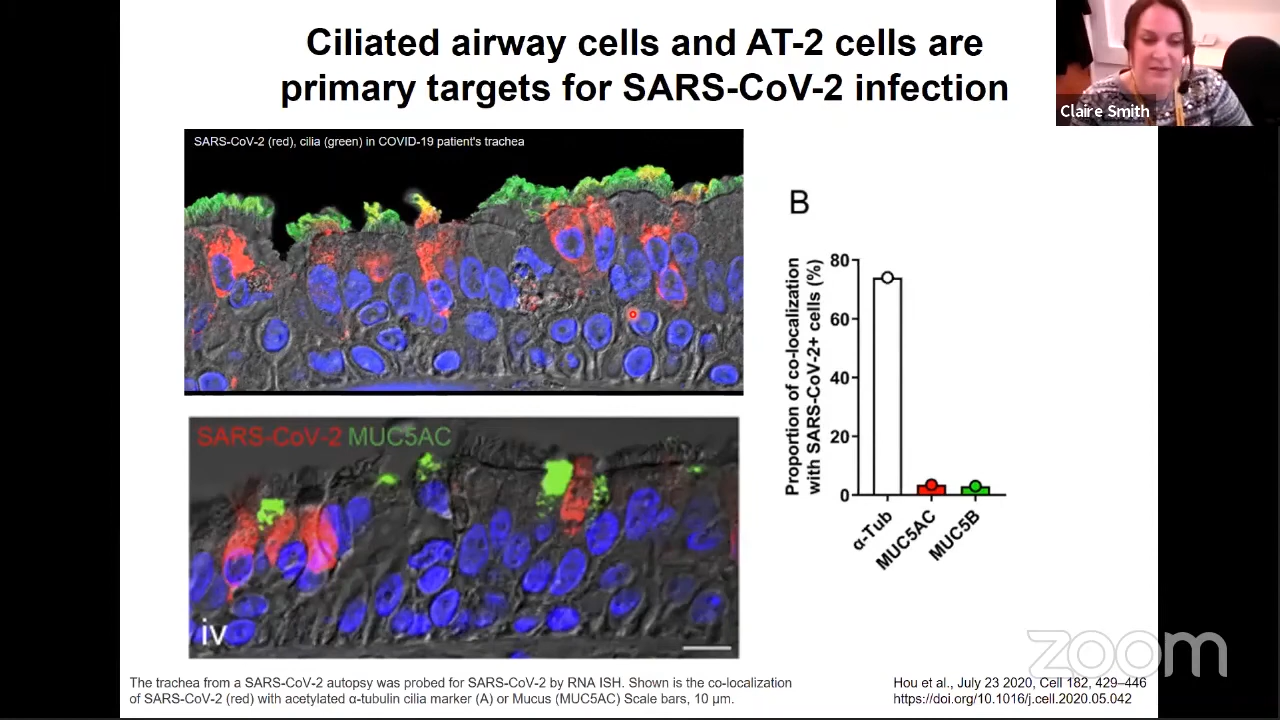 Ciliated airway cells and AT-2 cells are
primary targets for SARS-CoV-2 infection
Claire Smith
SARS-CoV-2 (red), cilia (green) in COVID-19 patient's trachea
B
Proportion of co-localization
with SARS-CoV-2+ cells (%)
80
60
40
20
0
α-Tub
MUC5AC
MUC5B
SARS-CoV-2 MUC5AC
iv
zoom
The trachea from a SARS-CoV-2 autopsy was probed for SARS-CoV-2 by RNA ISH. Shown is the co-localization
of SARS-CoV-2 (red) with acetylated α-tubulin cilia marker (A) or Mucus (MUC5AC) Scale bars, 10 μm.
Hou et al., July 23 2020, Cell 182, 429–446
https://doi.org/10.1016/j.cell.2020.05.042